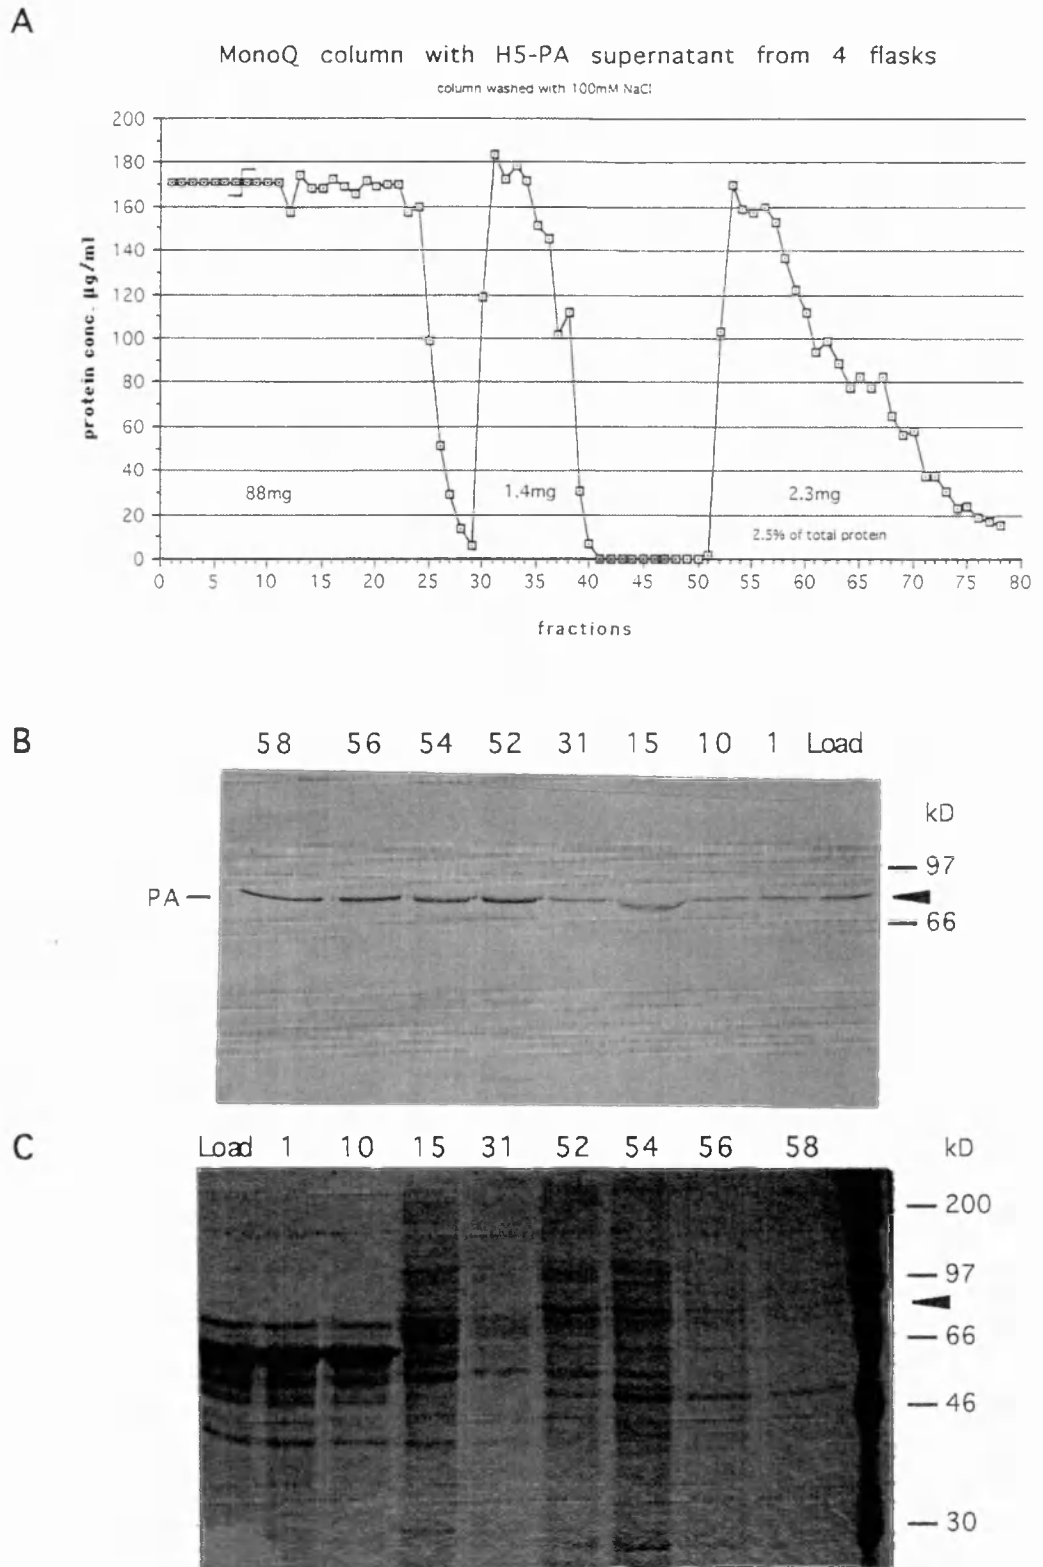 A
MonoQ column with H5-PA supernatant from 4 flasks
column washed with 100mM NaCl
200
180
160
140
120
100
80
60
40
20
0
protein conc. µg/ml
88mg
1.4mg
2.3mg
2.5% of total protein
0 5 10 15 20 25 30 35 40 45 50 55 60 65 70 75 80
fractions
B
58 56 54 52 31 15 10 1 Load
kD
97
PA
66
C
Load 1 10 15 31 52 54 56 58 kD
200
97
66
46
30